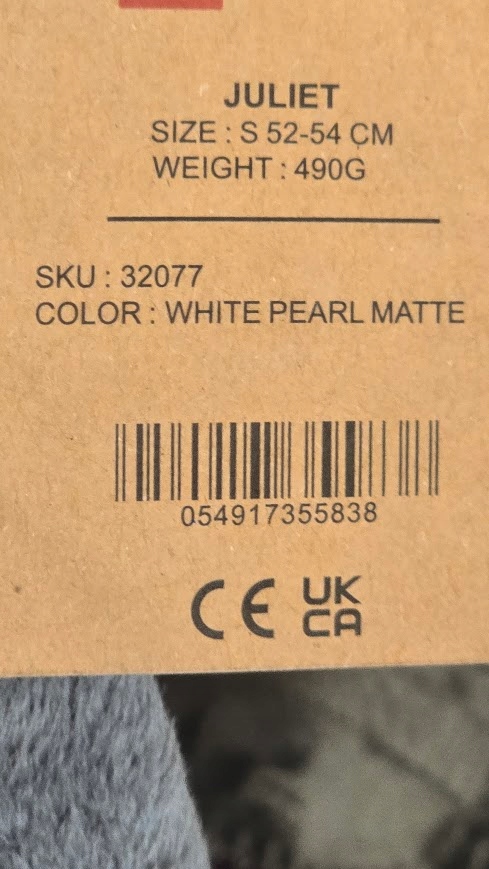 JULIET
SIZE : S 52-54 CM
WEIGHT : 490G
SKU : 32077
COLOR : WHITE PEARL MATTE
054917355838
CE UK
CA